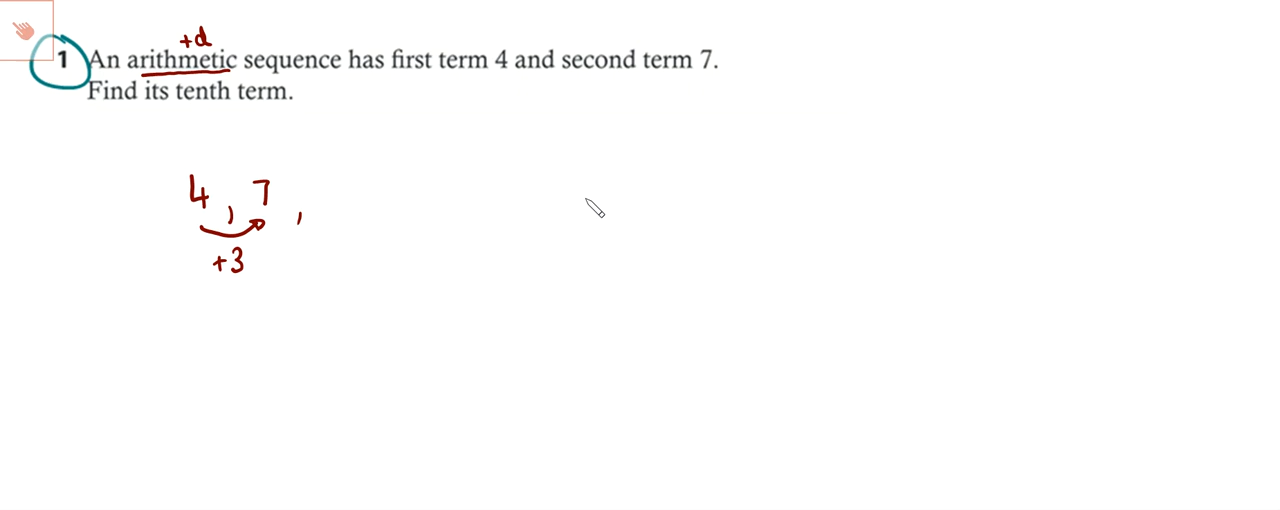 +d
1 An arithmetic sequence has first term 4 and second term 7.
Find its tenth term.
4 , 7 ,
+3